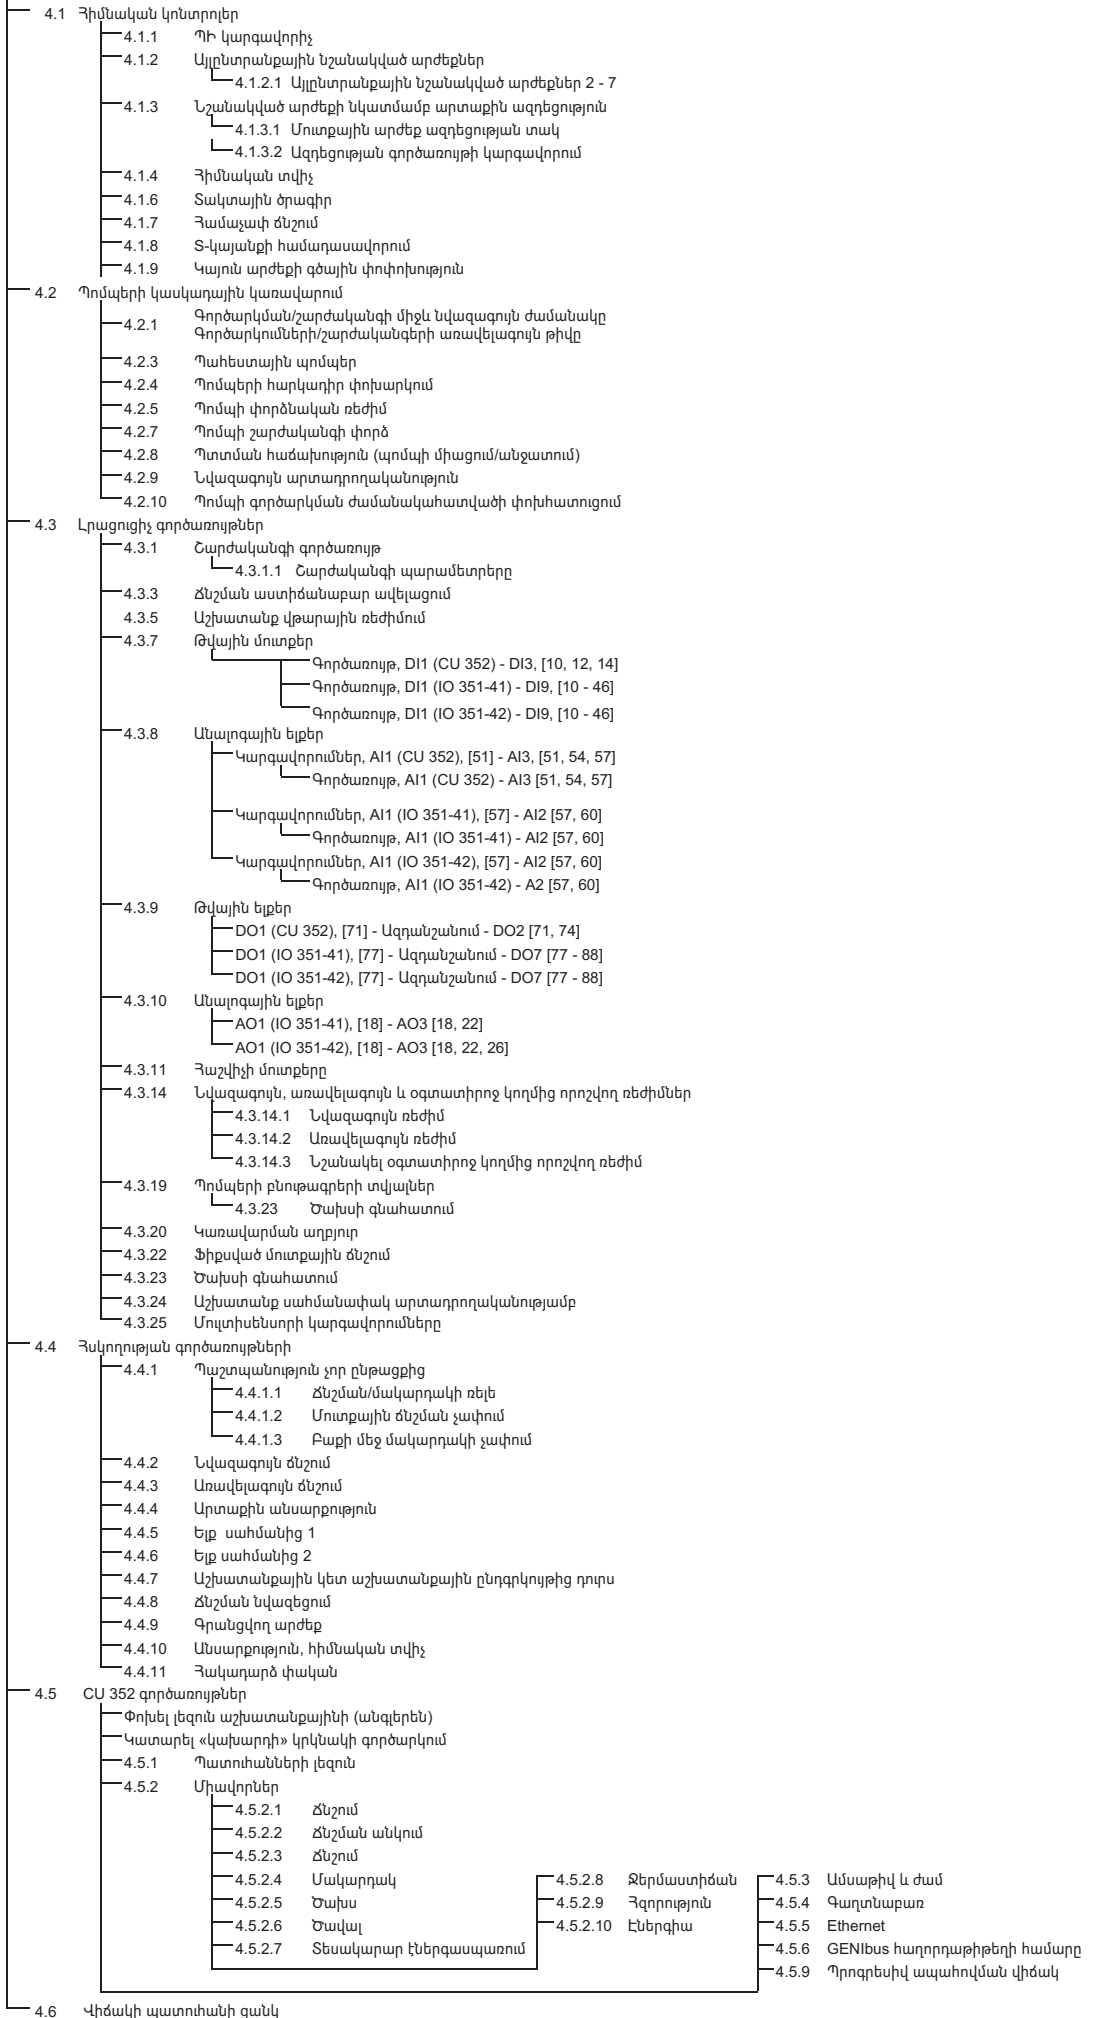 4.1 Հիմնական կոնտրոլեր
4.1.1 ՊԻ կարգավորիչ
4.1.2 Այլընտրանքային նշանակված արժեքներ
4.1.2.1 Այլընտրանքային նշանակված արժեքներ 2 - 7
4.1.3 Նշանակված արժեքի նկատմամբ արտաքին ազդեցություն
4.1.3.1 Մուտքային արժեք ազդեցության տակ
4.1.3.2 Ազդեցության գործառույթի կարգավորում
4.1.4 Հիմնական տվիչ
4.1.6 Տակտային ծրագիր
4.1.7 Համաչափ ճնշում
4.1.8 Տ-կայանքի համադասավորում
4.1.9 Կայուն արժեքի գծային փոփոխություն
4.2 Պոմպերի կասկադային կառավարում
4.2.1 Գործարկման/շարժականգի միջև նվազագույն ժամանակը
Գործարկումների/շարժականգերի առավելագույն թիվը
4.2.3 Պահեստային պոմպեր
4.2.4 Պոմպերի հարկադիր փոխարկում
4.2.5 Պոմպի փորձնական ռեժիմ
4.2.7 Պոմպի շարժականգի փորձ
4.2.8 Պտտման հաճախություն (պոմպի միացում/անջատում)
4.2.9 Նվազագույն արտադրողականություն
4.2.10 Պոմպի գործարկման ժամանակահատվածի փոխհատուցում
4.3 Լրացուցիչ գործառույթներ
4.3.1 Շարժականգի գործառույթ
4.3.1.1 Շարժականգի պարամետրերը
4.3.3 Ճնշման աստիճանաբար ավելացում
4.3.5 Աշխատանք վթարային ռեժիմում
4.3.7 Թվային մուտքեր
Գործառույթ, DI1 (CU 352) - DI3, [10, 12, 14]
Գործառույթ, DI1 (IO 351-41) - DI9, [10 - 46]
Գործառույթ, DI1 (IO 351-42) - DI9, [10 - 46]
4.3.8 Անալոգային ելքեր
Կարգավորումներ, AI1 (CU 352), [51] - AI3, [51, 54, 57]
Գործառույթ, AI1 (CU 352) - AI3 [51, 54, 57]
Կարգավորումներ, AI1 (IO 351-41), [57] - AI2 [57, 60]
Գործառույթ, AI1 (IO 351-41) - AI2 [57, 60]
Կարգավորումներ, AI1 (IO 351-42), [57] - AI2 [57, 60]
Գործառույթ, AI1 (IO 351-42) - A2 [57, 60]
4.3.9 Թվային ելքեր
DO1 (CU 352), [71] - Ազդանշանում - DO2 [71, 74]
DO1 (IO 351-41), [77] - Ազդանշանում - DO7 [77 - 88]
DO1 (IO 351-42), [77] - Ազդանշանում - DO7 [77 - 88]
4.3.10 Անալոգային ելքեր
AO1 (IO 351-41), [18] - AO3 [18, 22]
AO1 (IO 351-42), [18] - AO3 [18, 22, 26]
4.3.11 Հաշվիչի մուտքերը
4.3.14 Նվազագույն, առավելագույն և օգտատիրոջ կողմից որոշվող ռեժիմներ
4.3.14.1 Նվազագույն ռեժիմ
4.3.14.2 Առավելագույն ռեժիմ
4.3.14.3 Նշանակել օգտատիրոջ կողմից որոշվող ռեժիմ
4.3.19 Պոմպերի բնութագրերի տվյալներ
4.3.23 Ծախսի գնահատում
4.3.20 Կառավարման աղբյուր
4.3.22 Ֆիքսված մուտքային ճնշում
4.3.23 Ծախսի գնահատում
4.3.24 Աշխատանք սահմանափակ արտադրողականությամբ
4.3.25 Մուլտիսենսորի կարգավորումները
4.4 Հսկողության գործառույթների
4.4.1 Պաշտպանություն չոր ընթացքից
4.4.1.1 Ճնշման/մակարդակի ռելե
4.4.1.2 Մուտքային ճնշման չափում
4.4.1.3 Բաքի մեջ մակարդակի չափում
4.4.2 Նվազագույն ճնշում
4.4.3 Առավելագույն ճնշում
4.4.4 Արտաքին անսարքություն
4.4.5 Ելք սահմանից 1
4.4.6 Ելք սահմանից 2
4.4.7 Աշխատանքային կետ աշխատանքային ընդգրկույթից դուրս
4.4.8 Ճնշման նվազեցում
4.4.9 Գրանցվող արժեք
4.4.10 Անսարքություն, հիմնական տվիչ
4.4.11 Հակադարձ փական
4.5 CU 352 գործառույթներ
Փոխել լեզուն աշխատանքայինի (անգլերեն)
Կատարել «կախարդի» կրկնակի գործարկում
4.5.1 Պատուհանների լեզուն
4.5.2 Միավորներ
4.5.2.1 Ճնշում
4.5.2.2 Ճնշման անկում
4.5.2.3 Ճնշում
4.5.2.4 Մակարդակ
4.5.2.5 Ծախս
4.5.2.6 Ծավալ
4.5.2.7 Տեսակարար էներգասպառում
4.5.2.8 Ջերմաստիճան
4.5.2.9 Հզորություն
4.5.2.10 Էներգիա
4.5.3 Ամսաթիվ և ժամ
4.5.4 Գաղտնաբառ
4.5.5 Ethernet
4.5.6 GENIbus հաղորդաթիթեղի համարը
4.5.9 Պրոգրեսիվ ապահովման վիճակ
4.6 Վիճակի պատուհանի ցանկ